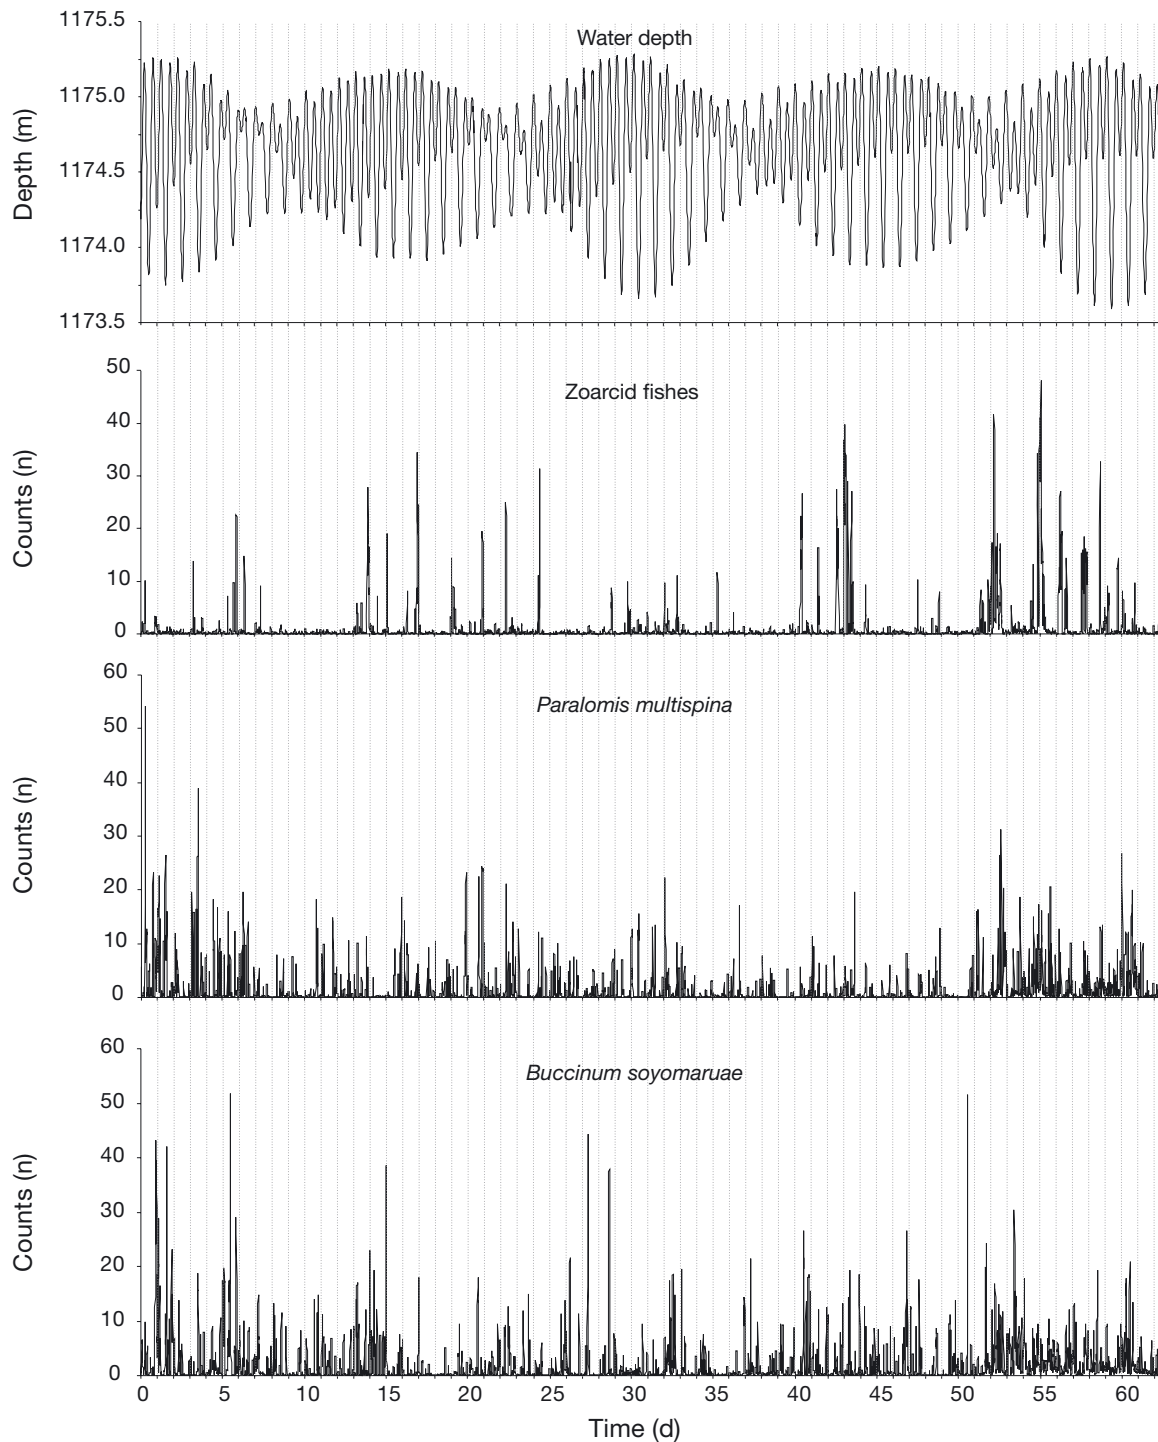 1175.5
Water depth
1175.0
1174.5
1174.0
1173.5
Depth (m)
50
Zoarcid fishes
40
30
20
10
0
Counts (n)
60
Paralomis multispina
50
40
30
20
10
0
Counts (n)
60
Buccinum soyomaruae
50
40
30
20
10
0
Counts (n)
0 5 10 15 20 25 30 35 40 45 50 55 60
Time (d)